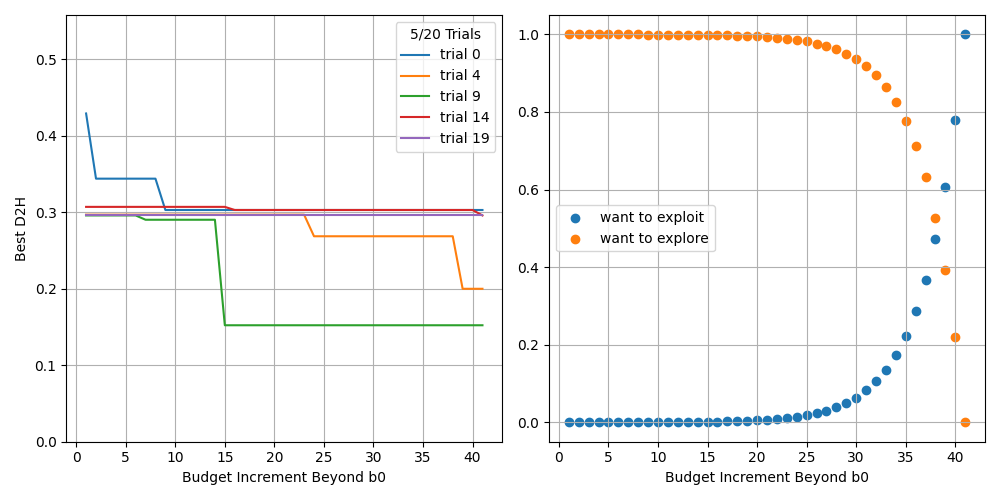 5/20 Trials
trial 0
trial 4
trial 9
trial 14
trial 19
0.5
0.4
0.3
0.2
0.1
0.0
Best D2H
0 5 10 15 20 25 30 35 40
Budget Increment Beyond b0
1.0
0.8
0.6
0.4
0.2
0.0
want to exploit
want to explore
0 5 10 15 20 25 30 35 40
Budget Increment Beyond b0